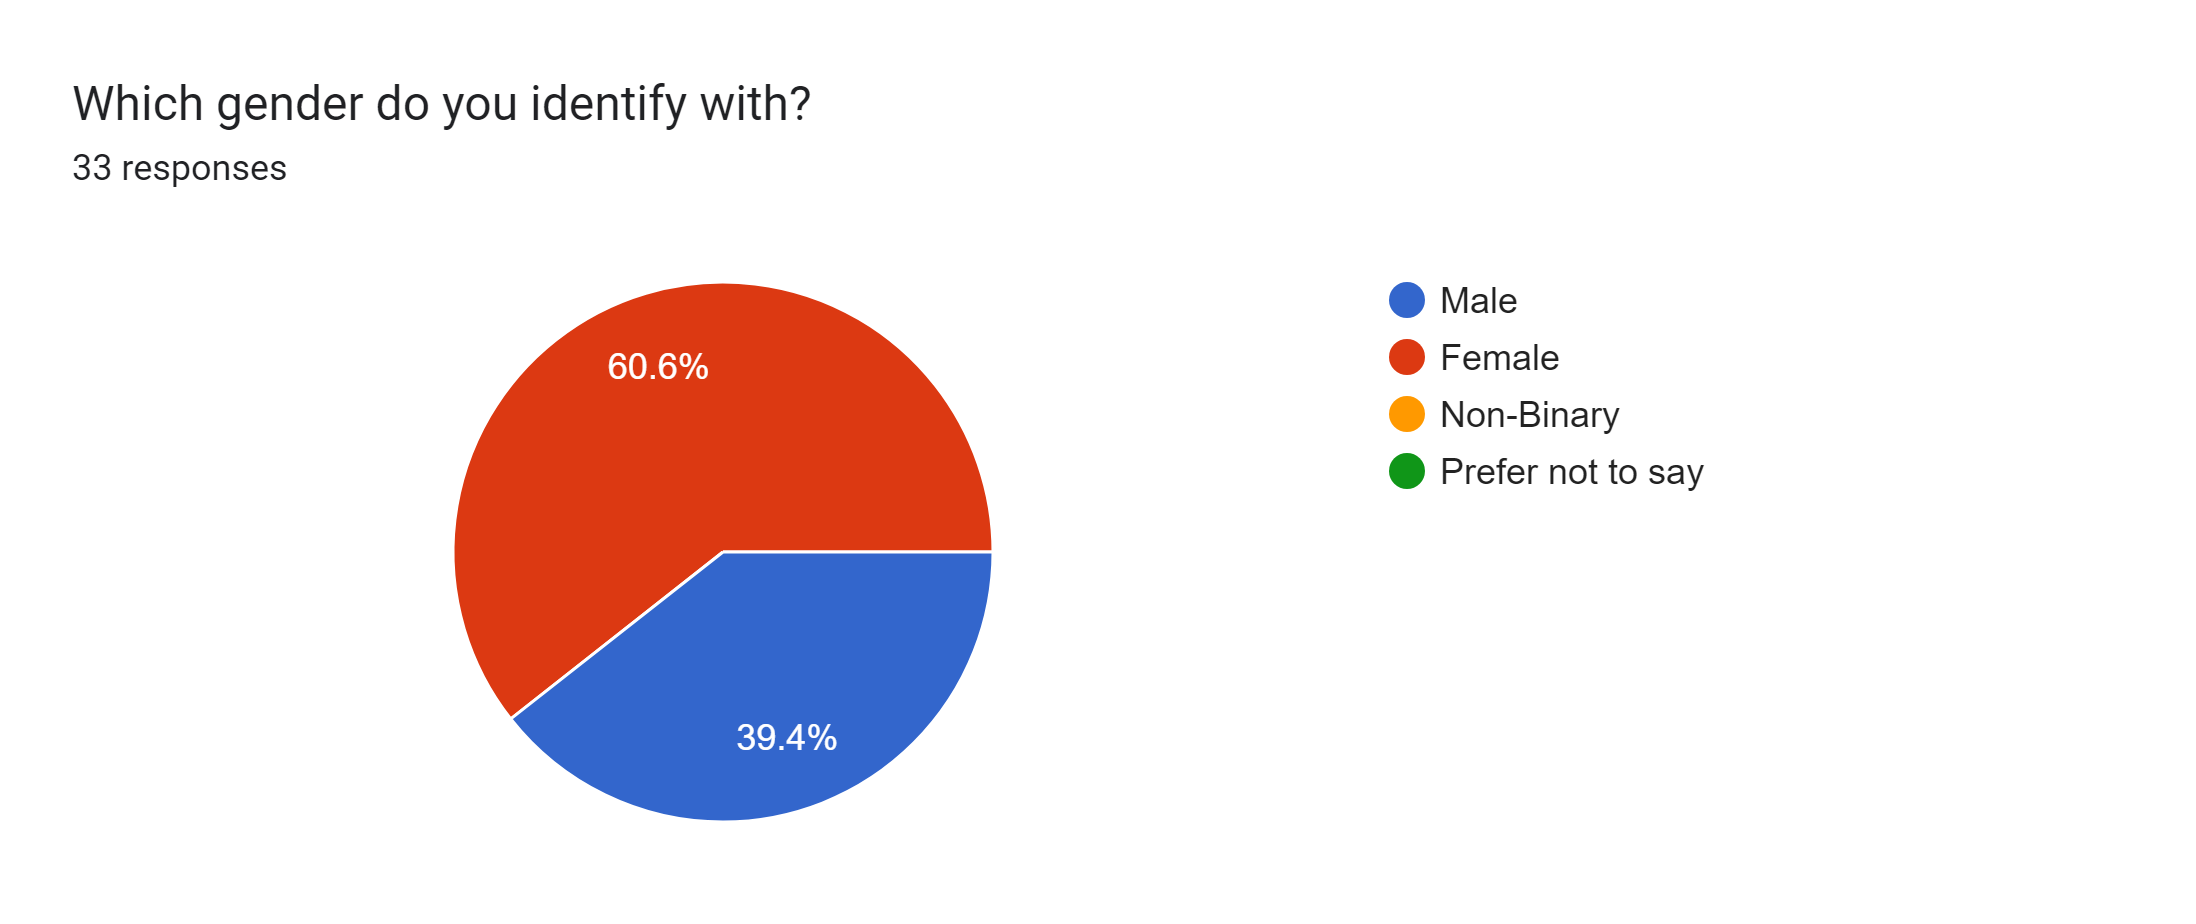 Which gender do you identify with?
33 responses
60.6%
39.4%
Male
Female
Non-Binary
Prefer not to say